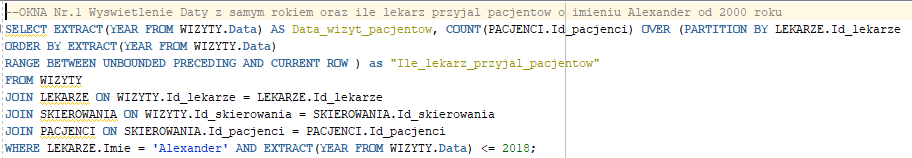 --OKNA Nr.1 Wyswietlenie Daty z samym rokiem oraz ile lekarz przyjal pacjentow o imieniu Alexander od 2000 roku
SELECT EXTRACT(YEAR FROM WIZYTY.Data) AS Data_wizyt_pacjentow, COUNT(PACJENCI.Id_pacjenci) OVER (PARTITION BY LEKARZE.Id_lekarze
ORDER BY EXTRACT(YEAR FROM WIZYTY.Data)
RANGE BETWEEN UNBOUNDED PRECEDING AND CURRENT ROW ) as "Ile_lekarz_przyjal_pacjentow"
FROM WIZYTY
JOIN LEKARZE ON WIZYTY.Id_lekarze = LEKARZE.Id_lekarze
JOIN SKIEROWANIA ON WIZYTY.Id_skierowania = SKIEROWANIA.Id_skierowania
JOIN PACJENCI ON SKIEROWANIA.Id_pacjenci = PACJENCI.Id_pacjenci
WHERE LEKARZE.Imie = 'Alexander' AND EXTRACT(YEAR FROM WIZYTY.Data) <= 2018;